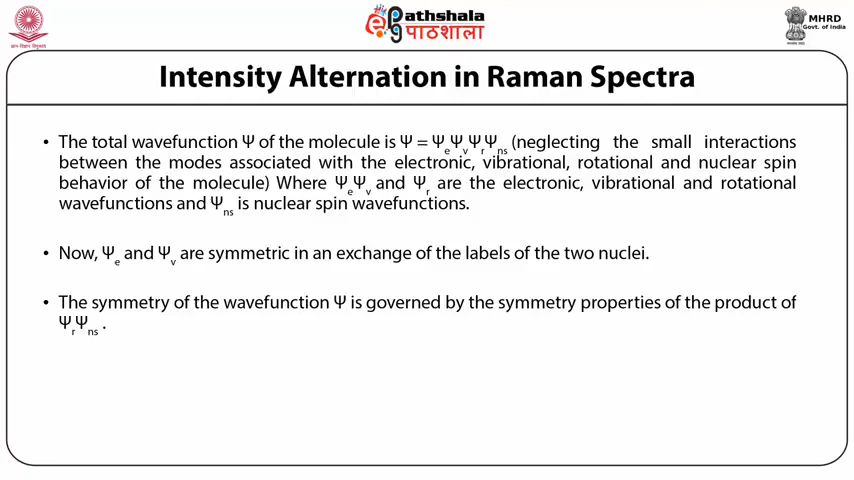 ePathshala
पाठशाला
MHRD
Govt. of India
Intensity Alternation in Raman Spectra
• The total wavefunction Ψ of the molecule is Ψ = ΨₑΨᵥΨᵣΨₙₛ (neglecting the small interactions
between the modes associated with the electronic, vibrational, rotational and nuclear spin
behavior of the molecule) Where ΨₑΨᵥ and Ψᵣ are the electronic, vibrational and rotational
wavefunctions and Ψₙₛ is nuclear spin wavefunctions.
• Now, Ψₑ and Ψᵥ are symmetric in an exchange of the labels of the two nuclei.
• The symmetry of the wavefunction Ψ is governed by the symmetry properties of the product of
ΨᵣΨₙₛ .